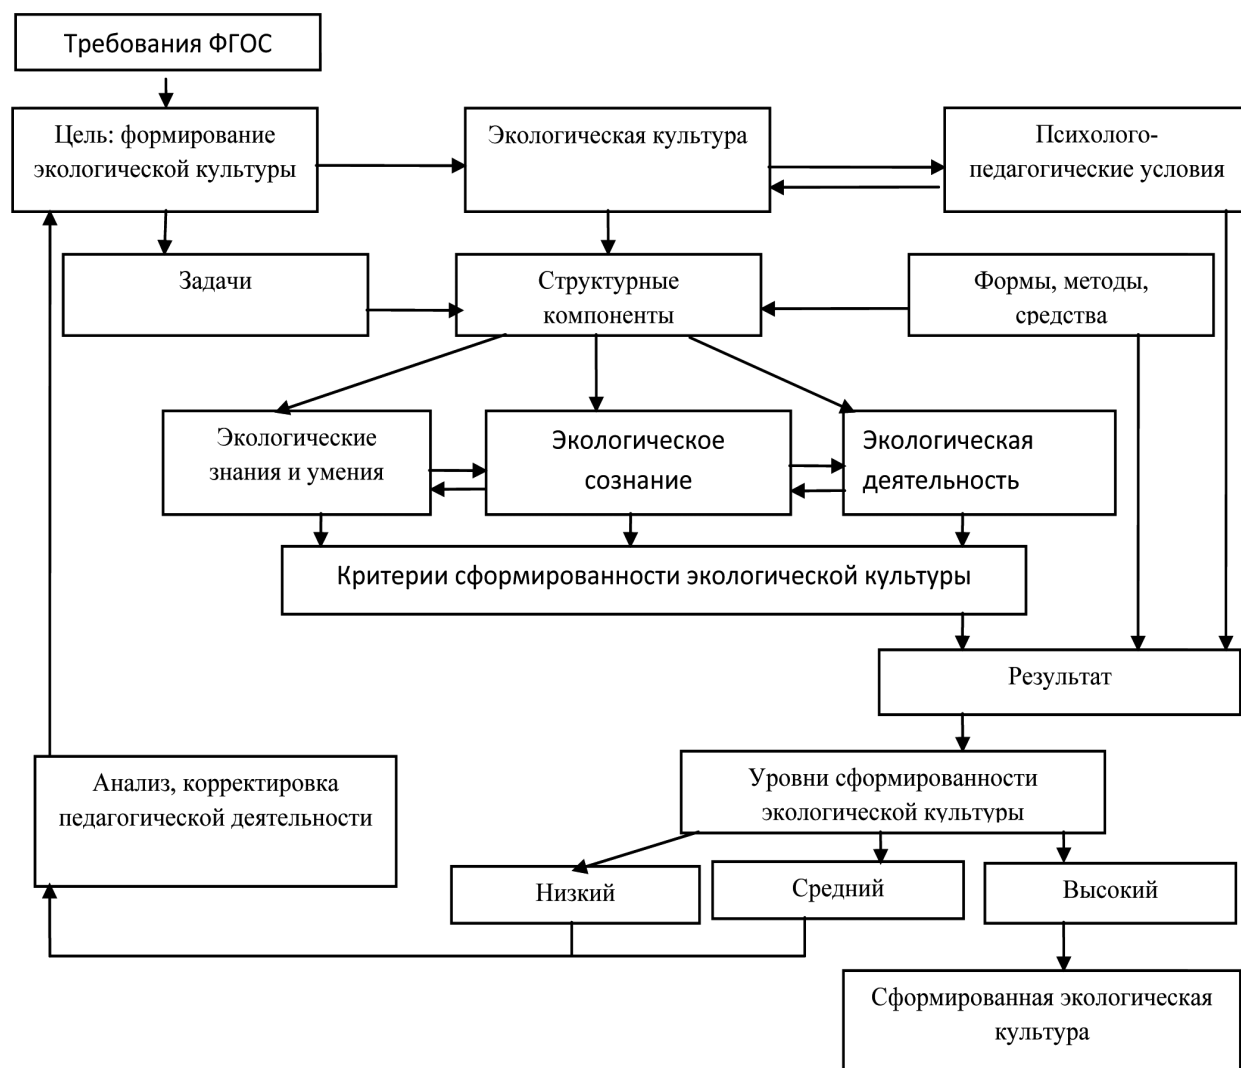 Требования ФГОС
Цель: формирование
экологической культуры
Экологическая культура
Психолого-
педагогические условия
Задачи
Структурные
компоненты
Формы, методы,
средства
Экологические
знания и умения
Экологическое
сознание
Экологическая
деятельность
Критерии сформированности экологической культуры
Результат
Анализ, корректировка
педагогической деятельности
Уровни сформированности
экологической культуры
Низкий
Средний
Высокий
Сформированная экологическая
культура